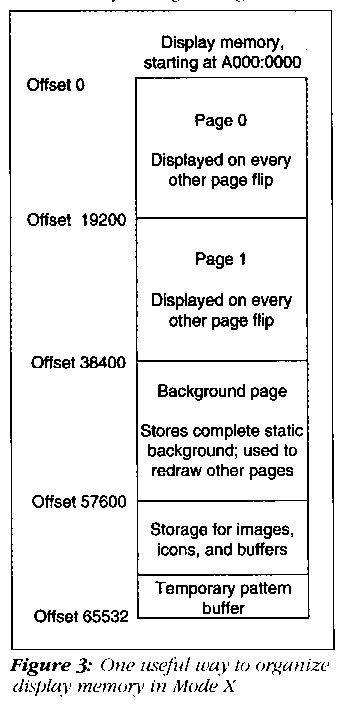 Display memory,
starting at A000:0000
Offset 0
Page 0
Displayed on every
other page flip
Offset 19200
Page 1
Displayed on every
other page flip
Offset 38400
Background page
Stores complete static
background; used to
redraw other pages
Offset 57600
Storage for images,
icons, and buffers
Temporary pattern
buffer
Offset 65532
Figure 3: One useful way to organize
display memory in Mode X